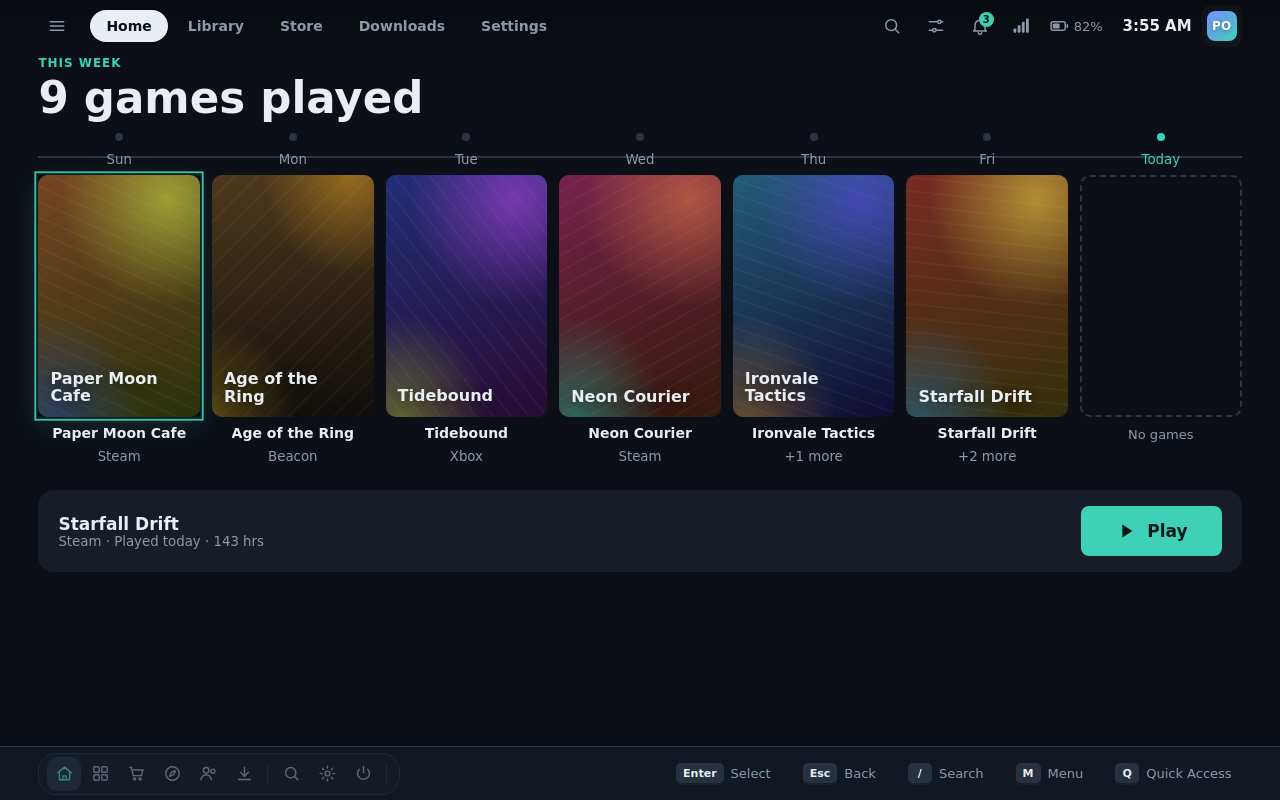 Home
Library
Store
Downloads
Settings
3
82%
3:55 AM
PO
THIS WEEK
9 games played
Sun
Mon
Tue
Wed
Thu
Fri
Today
Paper Moon
Cafe
Age of the
Ring
Tidebound
Neon Courier
Ironvale
Tactics
Starfall Drift
Paper Moon Cafe
Steam
Age of the Ring
Beacon
Tidebound
Xbox
Neon Courier
Steam
Ironvale Tactics
+1 more
Starfall Drift
+2 more
No games
Starfall Drift
Steam · Played today · 143 hrs
Play
Enter Select
Esc Back
/ Search
M Menu
Q Quick Access